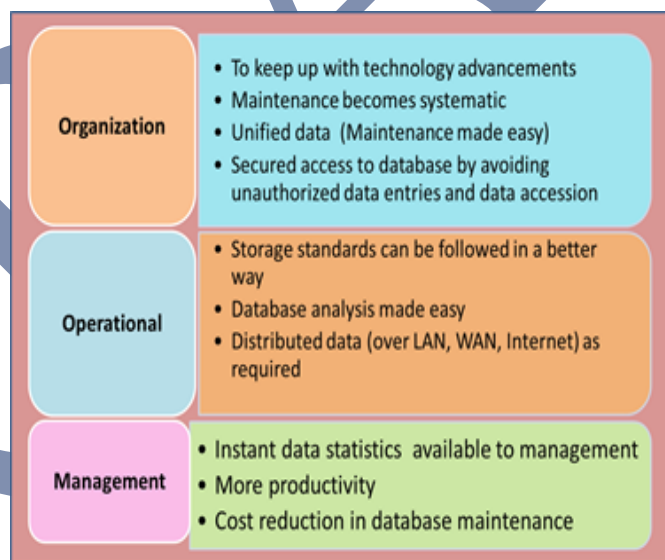 Organization
• To keep up with technology advancements
• Maintenance becomes systematic
• Unified data (Maintenance made easy)
• Secured access to database by avoiding
unauthorized data entries and data accession
Operational
• Storage standards can be followed in a better
way
• Database analysis made easy
• Distributed data (over LAN, WAN, Internet) as
required
Management
• Instant data statistics available to management
• More productivity
• Cost reduction in database maintenance